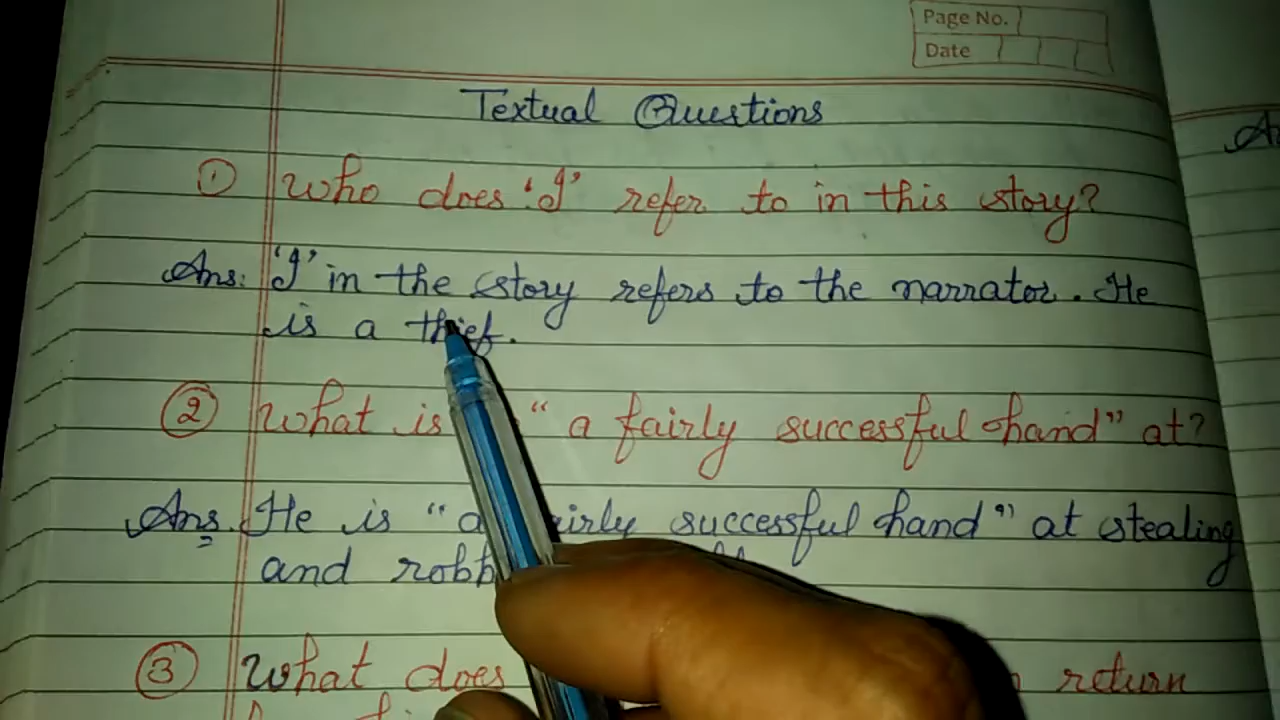 Page No.
Date
Textual Questions
① Who does 'I' refer to in this story?
Ans: 'I' in the story refers to the narrator. He
is a thief.
② What is "a fairly successful hand" at?
Ans. He is "a successful hand" at stealing
and
③ What does return